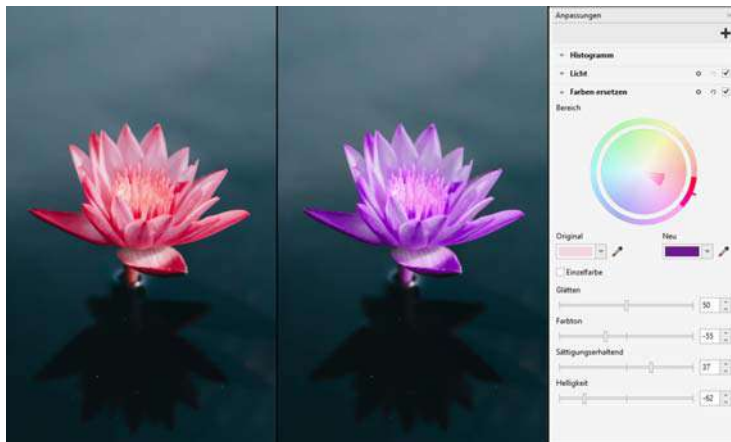 Anpassungen
Histogramm
Licht
Farben ersetzen
Bereich
Original
Neu
Einzelfarbe
Glätten
50
Farbton
-55
Sättigungserhaltend
37
Helligkeit
-62